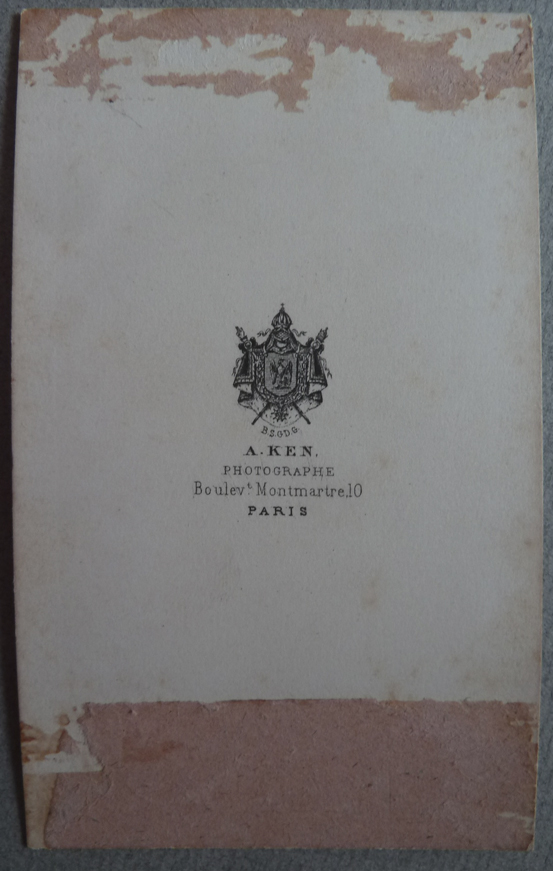 B.S.G.D.G.
A. KEN.
PHOTOGRAPHE
Boulevt. Montmartre, 10
PARIS